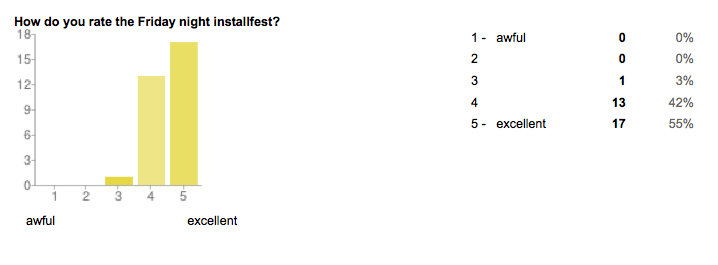 How do you rate the Friday night installfest?
18
15
12
9
6
3
0
1 2 3 4 5
awful excellent
1 - awful 0 0%
2 0 0%
3 1 3%
4 13 42%
5 - excellent 17 55%